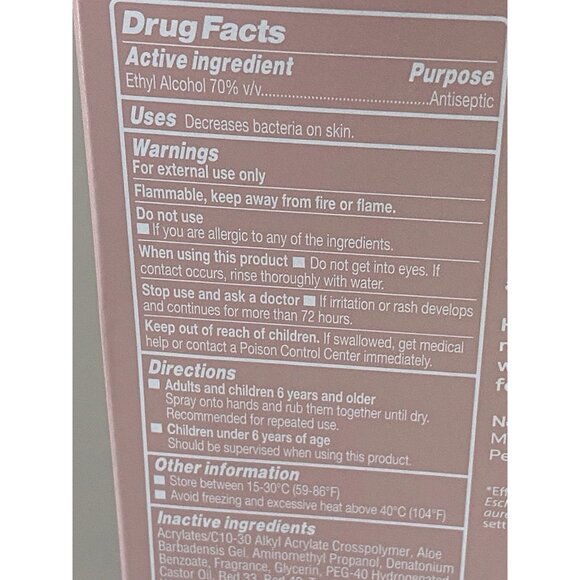 Drug Facts
Active ingredient Purpose
Ethyl Alcohol 70% v/v..............................Antiseptic
Uses Decreases bacteria on skin.
Warnings
For external use only
Flammable, keep away from fire or flame.
Do not use
■ If you are allergic to any of the ingredients.
When using this product ■ Do not get into eyes. If
contact occurs, rinse thoroughly with water.
Stop use and ask a doctor ■ If irritation or rash develops
and continues for more than 72 hours.
Keep out of reach of children. If swallowed, get medical
help or contact a Poison Control Center immediately.
Directions
■ Adults and children 6 years and older
Spray onto hands and rub them together until dry.
Recommended for repeated use.
■ Children under 6 years of age
Should be supervised when using this product.
Other information
■ Store between 15-30°C (59-86°F)
■ Avoid freezing and excessive heat above 40°C (104°F)
Inactive ingredients
Acrylates/C10-30 Alkyl Acrylate Crosspolymer, Aloe
Barbadensis Gel, Aminomethyl Propanol, Denatonium
Benzoate, Fragrance, Glycerin, PEG-40 Hydrogenated
Castor Oil, Red 33,